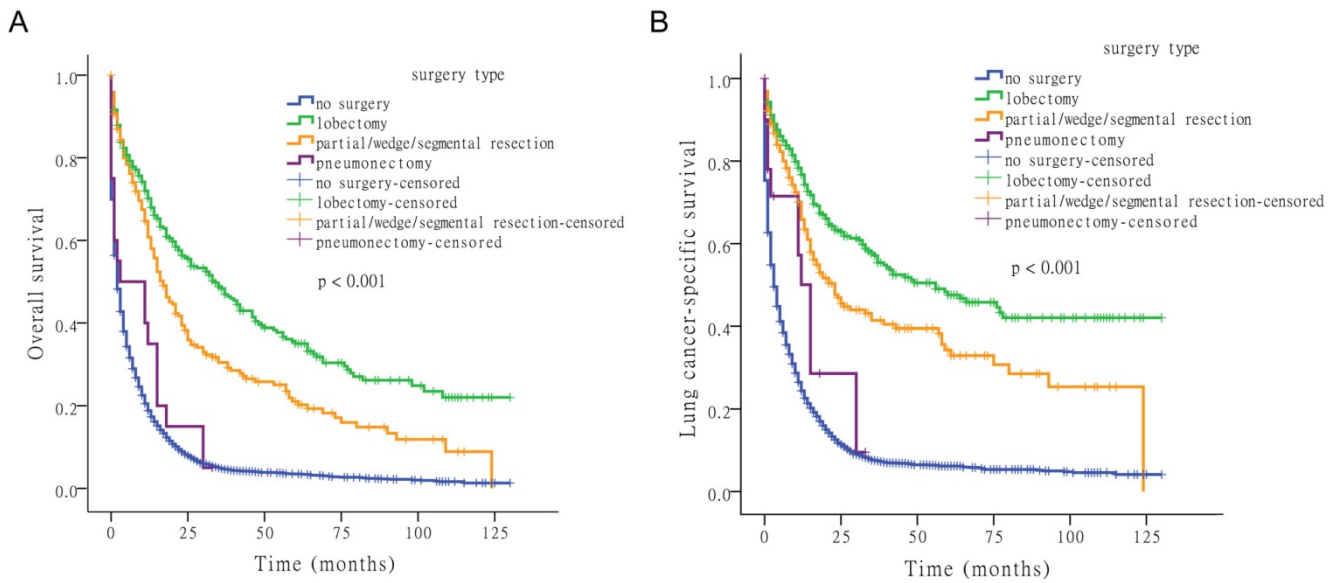 A
surgery type
no surgery
lobectomy
partial/wedge/segmental resection
pneumonectomy
no surgery-censored
lobectomy-censored
partial/wedge/segmental resection-censored
pneumonectomy-censored
p < 0.001
Overall survival
1.0
0.8
0.6
0.4
0.2
0.0
0 25 50 75 100 125
Time (months)
B
surgery type
no surgery
lobectomy
partial/wedge/segmental resection
pneumonectomy
no surgery-censored
lobectomy-censored
partial/wedge/segmental resection-censored
pneumonectomy-censored
p < 0.001
Lung cancer-specific survival
1.0
0.8
0.6
0.4
0.2
0.0
0 25 50 75 100 125
Time (months)